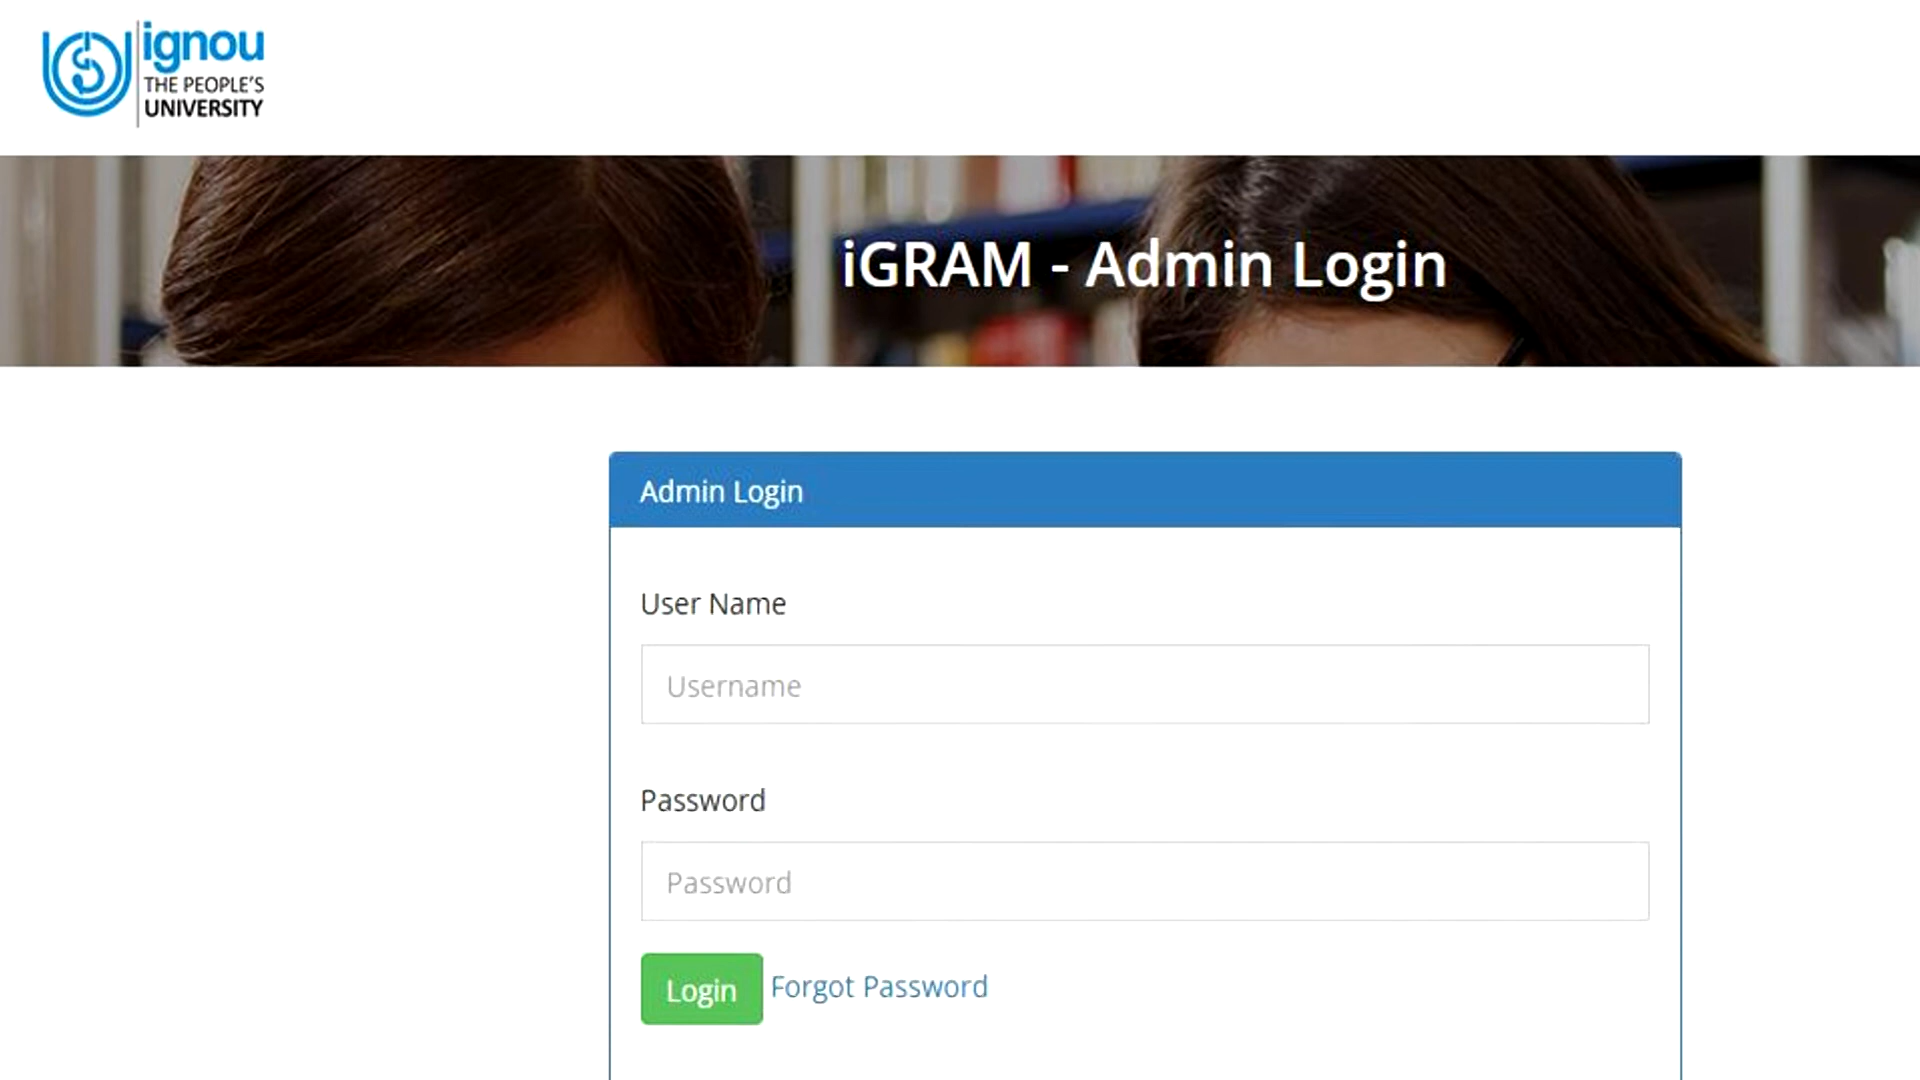 ignou
THE PEOPLE'S
UNIVERSITY
iGRAM - Admin Login
Admin Login
User Name
Username
Password
Password
Login Forgot Password